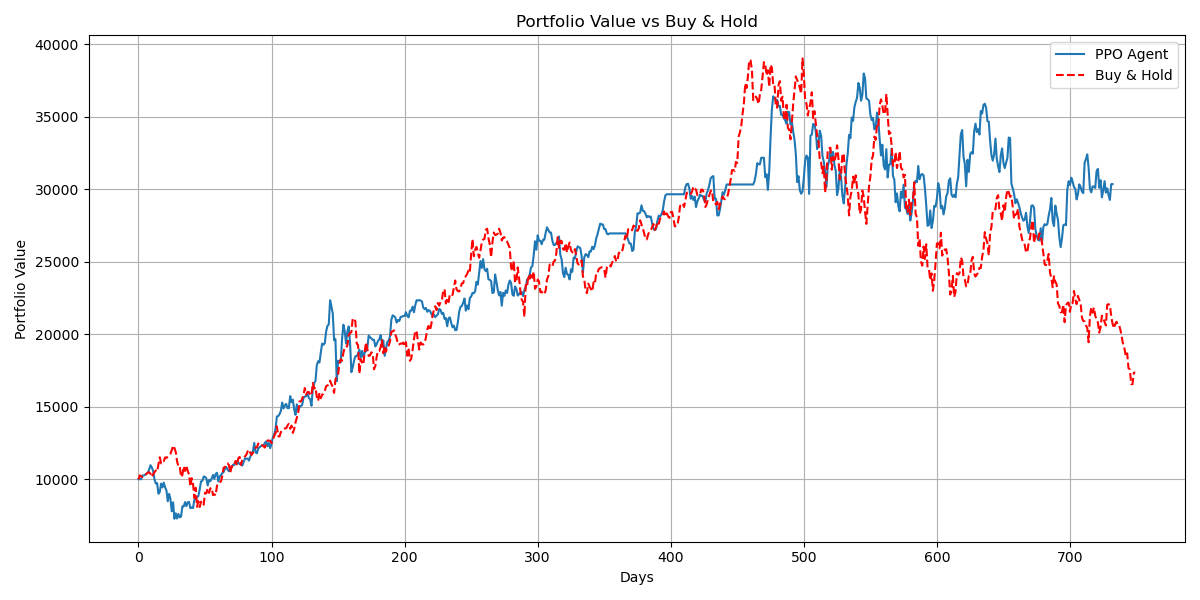 Portfolio Value vs Buy & Hold
PPO Agent
Buy & Hold
40000
35000
30000
25000
20000
15000
10000
Portfolio Value
0 100 200 300 400 500 600 700
Days